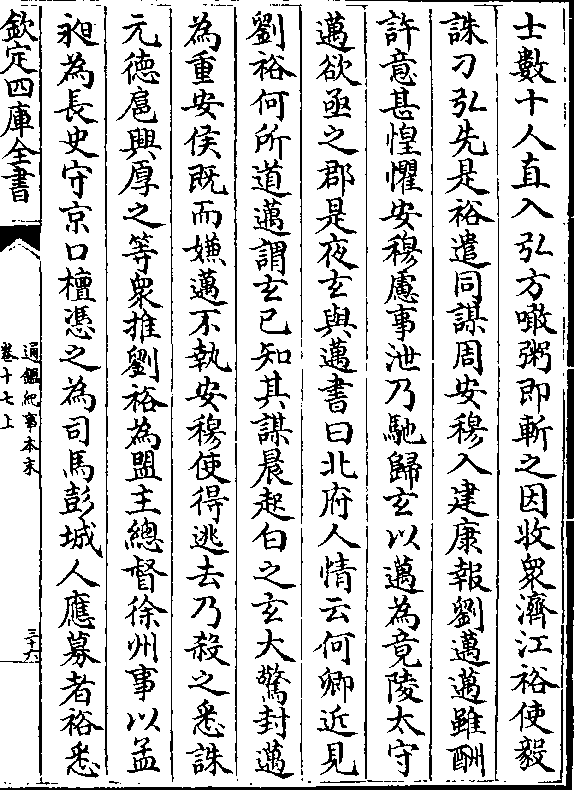 士數十人直入弘方噉粥即斬之因收衆濟江裕使毅
誅刁弘先是裕遣同謀周安穆入建康報劉邁邁雖酬
許意甚惶懼安穆慮事泄乃馳歸玄以邁為竟陵太守
邁欲亟之郡是夜玄與邁書曰北府人情云何卿近見
劉裕何所道邁謂玄已知其謀晨起白之玄大驚封邁
為重安侯既而嫌邁不執安穆使得逃去乃殺之悉誅
元徳扈興厚之等衆推劉裕為盟主總督徐州事以孟
昶為長史守京口檀憑之為司馬彭城人應募者裕悉
欽定四庫全書
通鑑紀事本末
卷十七上
三十六